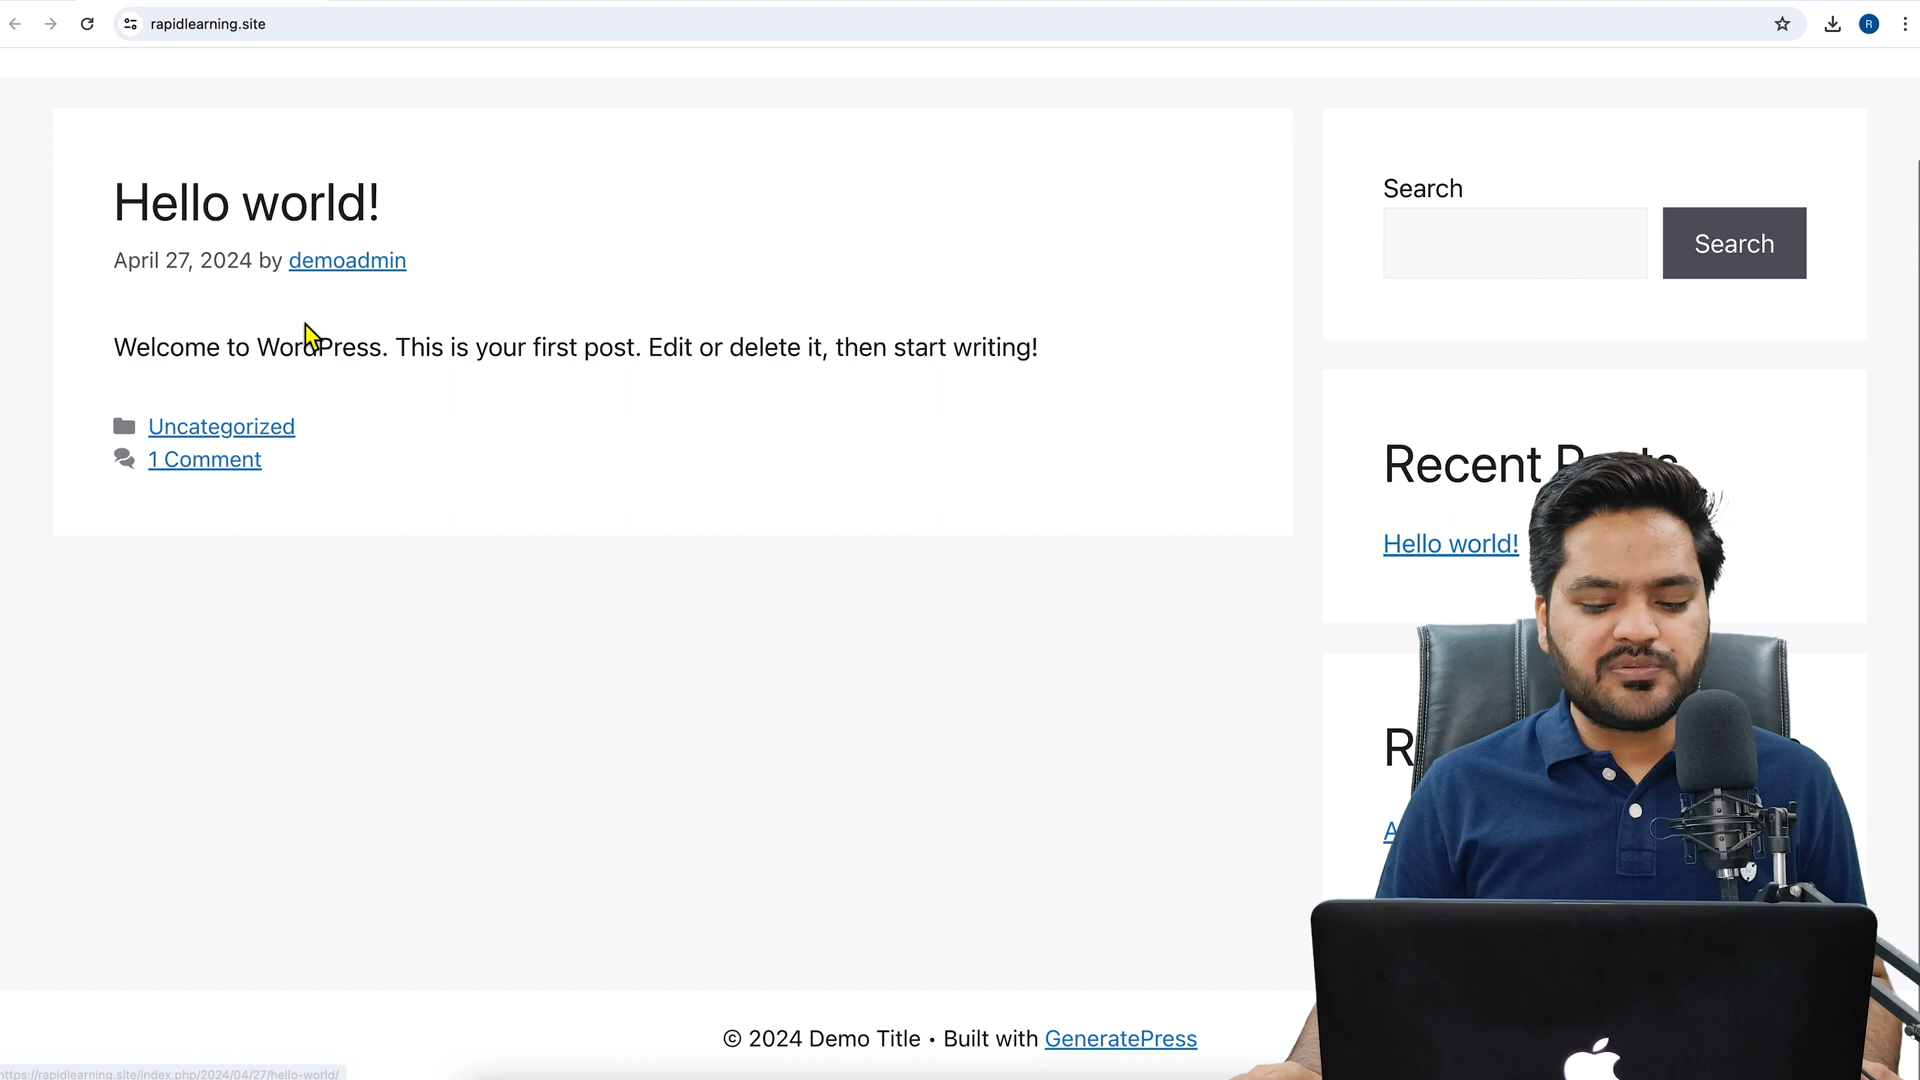 rapidlearning.site
R
Hello world!
April 27, 2024 by demoadmin
Welcome to WordPress. This is your first post. Edit or delete it, then start writing!
Uncategorized
1 Comment
Search
Search
Recent Posts
Hello world!
R
A
© 2024 Demo Title • Built with GeneratePress
https://rapidlearning.site/index.php/2024/04/27/hello-world/